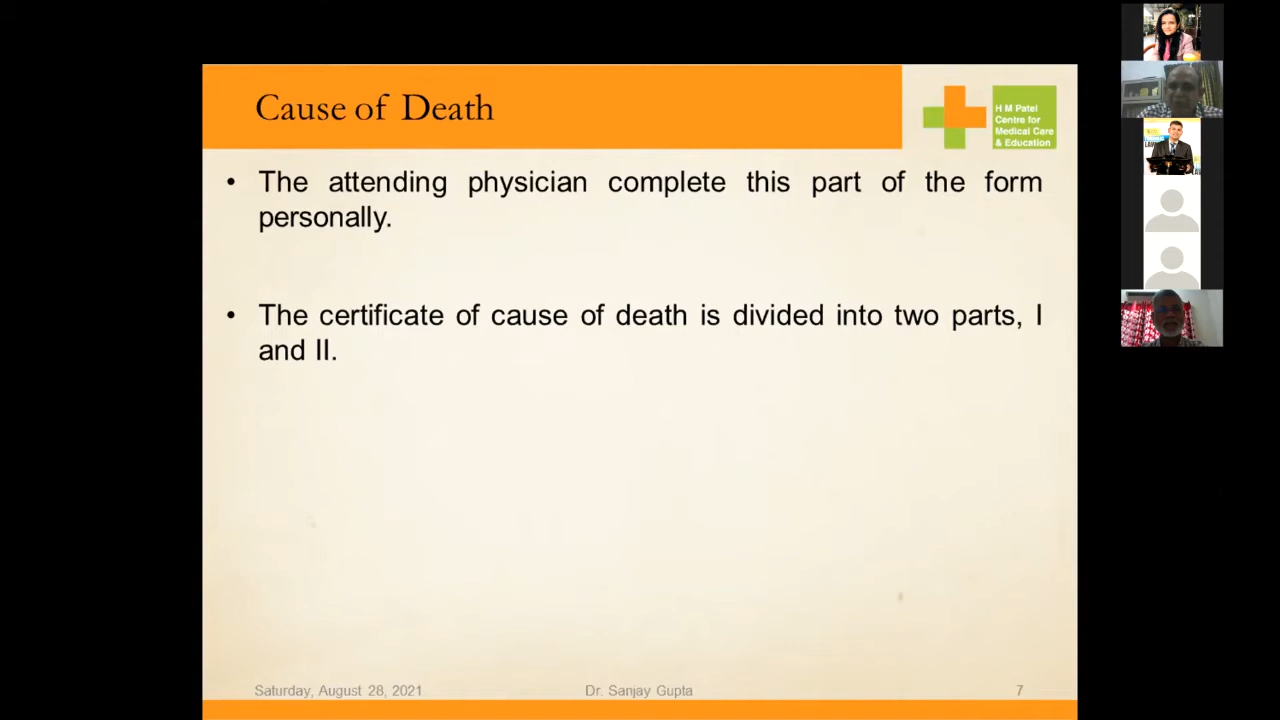 Cause of Death
H M Patel
Centre for
Medical Care
& Education
• The attending physician complete this part of the form
personally.
• The certificate of cause of death is divided into two parts, I
and II.
Saturday, August 28, 2021 Dr. Sanjay Gupta 7